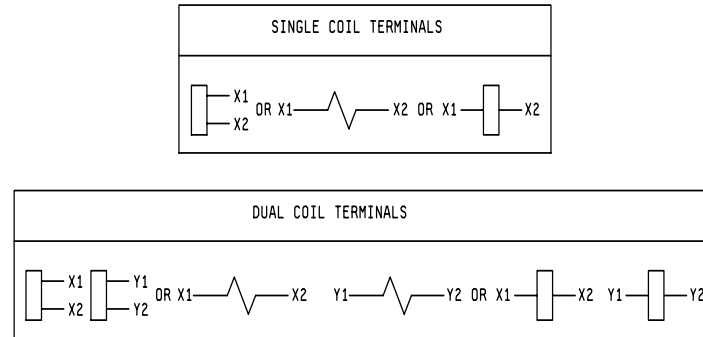 SINGLE COIL TERMINALS
X1
OR X1 X2 OR X1 X2
X2
DUAL COIL TERMINALS
X1 Y1
OR X1 X2 Y1 Y2 OR X1 X2 Y1 Y2
X2 Y2